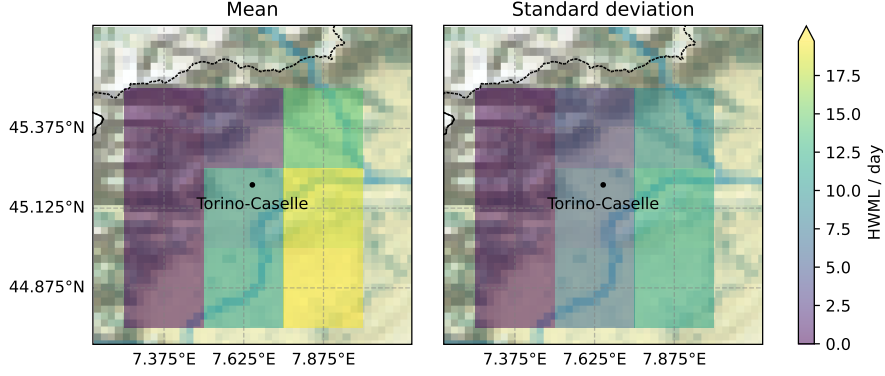 Mean
Standard deviation
45.375°N
45.125°N
44.875°N
Torino-Caselle
Torino-Caselle
7.375°E 7.625°E 7.875°E
7.375°E 7.625°E 7.875°E
17.5
15.0
12.5
10.0
7.5
5.0
2.5
0.0
HWML / day